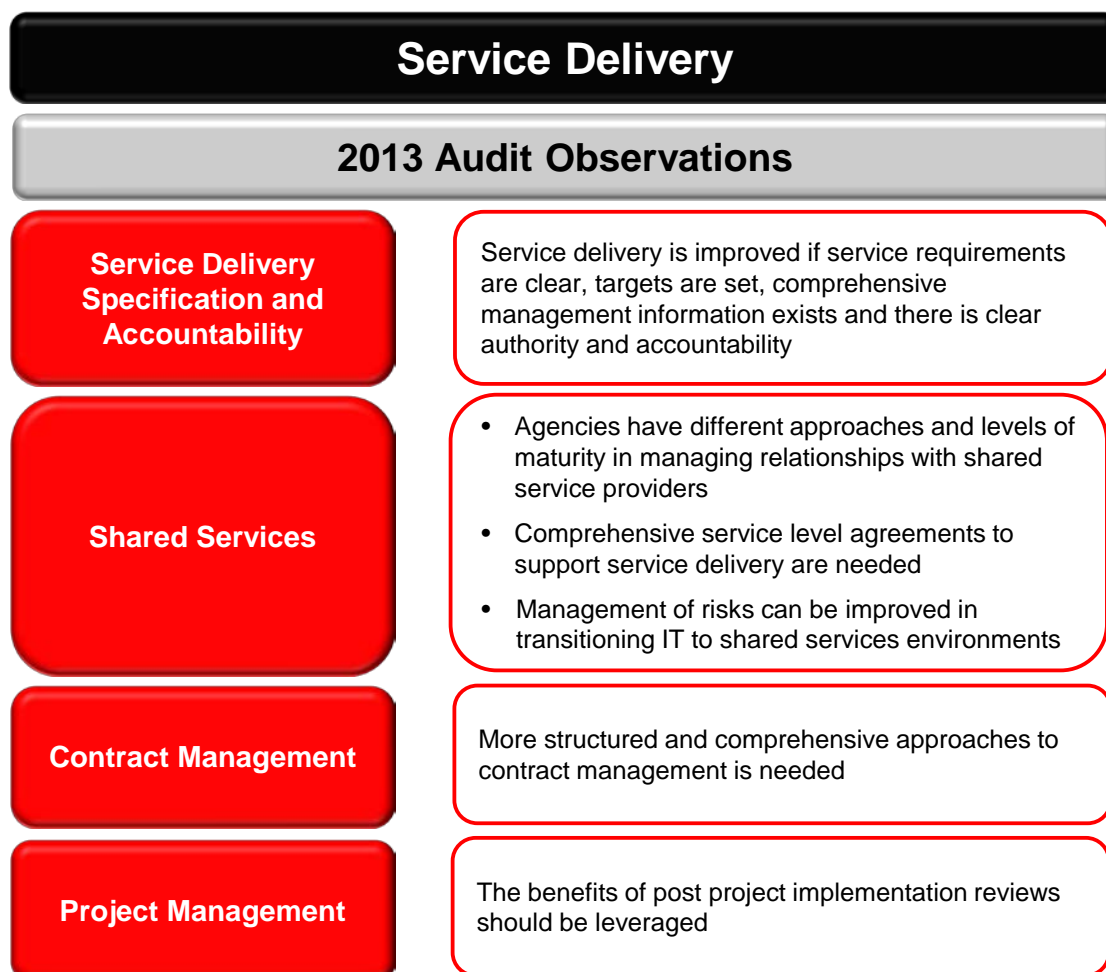 Service Delivery
2013 Audit Observations
Service Delivery
Specification and
Accountability
Service delivery is improved if service requirements
are clear, targets are set, comprehensive
management information exists and there is clear
authority and accountability
Shared Services
• Agencies have different approaches and levels of
maturity in managing relationships with shared
service providers
• Comprehensive service level agreements to
support service delivery are needed
• Management of risks can be improved in
transitioning IT to shared services environments
Contract Management
More structured and comprehensive approaches to
contract management is needed
Project Management
The benefits of post project implementation reviews
should be leveraged